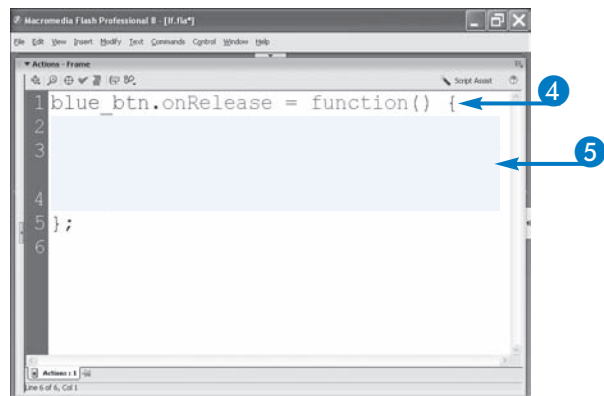 Macromedia Flash Professional 8 - [If.fla*]
File Edit View Insert Modify Text Commands Control Window Help
Actions - Frame
Script Assist
1 blue_btn.onRelease = function() {
4
2
3
5
4
5 };
6
Actions : 1
Line 6 of 6, Col 1